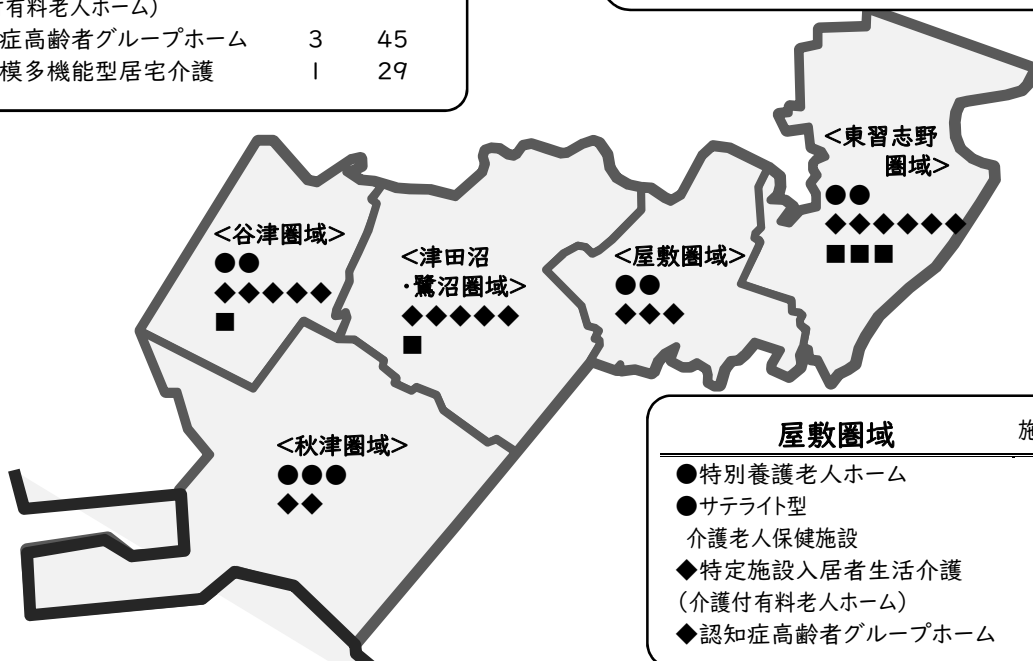 付有料老人ホーム)
症高齢者グループホーム 3 45
模多機能型居宅介護 1 29
<東習志野
圏域>
●●
◆◆◆◆◆◆
■■■
<谷津圏域>
●●
◆◆◆◆◆
■
<津田沼
・鷺沼圏域>
◆◆◆◆◆
■
<屋敷圏域>
●●
◆◆◆
<秋津圏域>
●●●
◆◆
屋敷圏域 施
●特別養護老人ホーム
●サテライト型
介護老人保健施設
◆特定施設入居者生活介護
(介護付有料老人ホーム)
◆認知症高齢者グループホーム